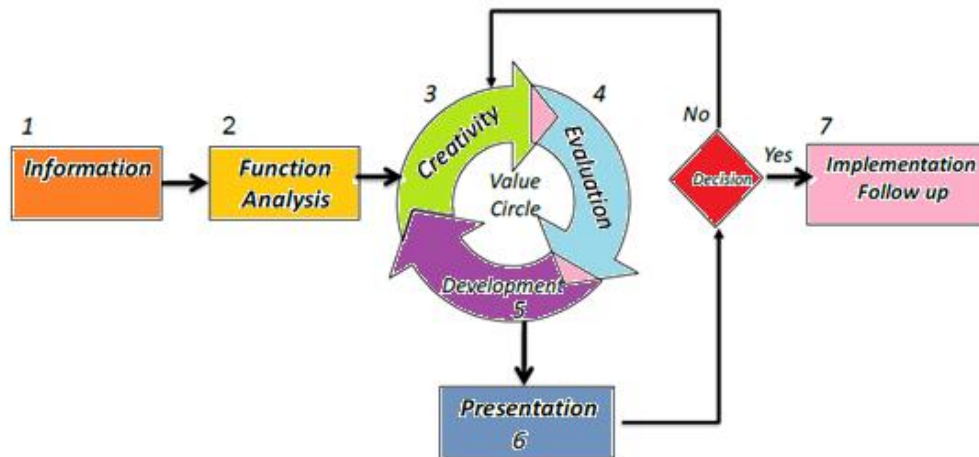 1
Information
2
Function
Analysis
3
Creativity
4
Evaluation
Value
Circle
Development
5
Presentation
6
No
Decision
Yes
7
Implementation
Follow up